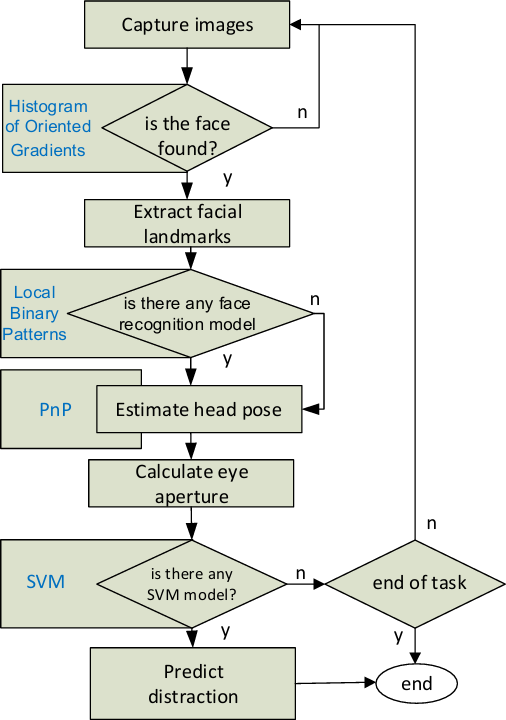 Capture images
Histogram
of Oriented
Gradients
is the face
found?
n
y
Extract facial
landmarks
Local
Binary
Patterns
is there any face
recognition model
n
y
PnP
Estimate head pose
Calculate eye
aperture
SVM
is there any
SVM model?
n
y
end of task
n
y
Predict
distraction
end